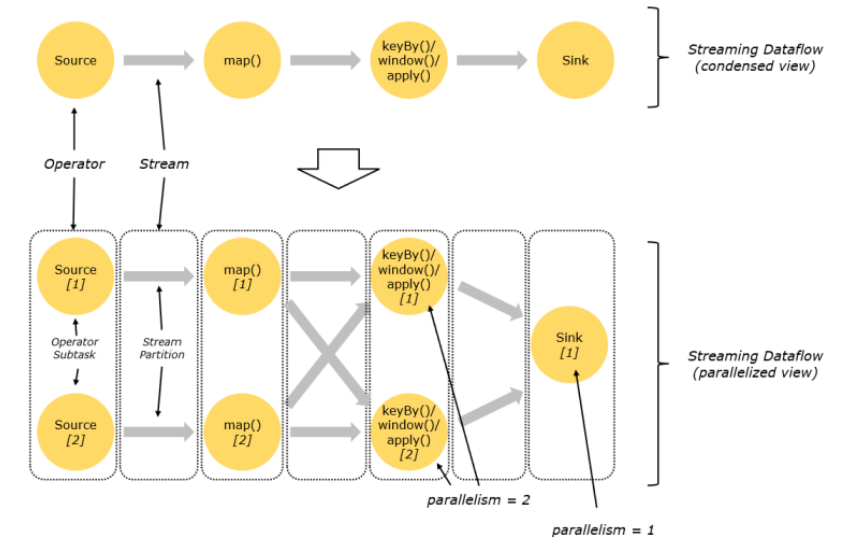 Source
map()
keyBy()/
window()/
apply()
Sink
Streaming Dataflow
(condensed view)
Operator
Stream
Source
[1]
map()
[1]
keyBy()/
window()/
apply()
[1]
Operator
Subtask
Stream
Partition
Sink
[1]
Streaming Dataflow
(parallelized view)
Source
[2]
map()
[2]
keyBy()/
window()/
apply()
[2]
parallelism = 2
parallelism = 1